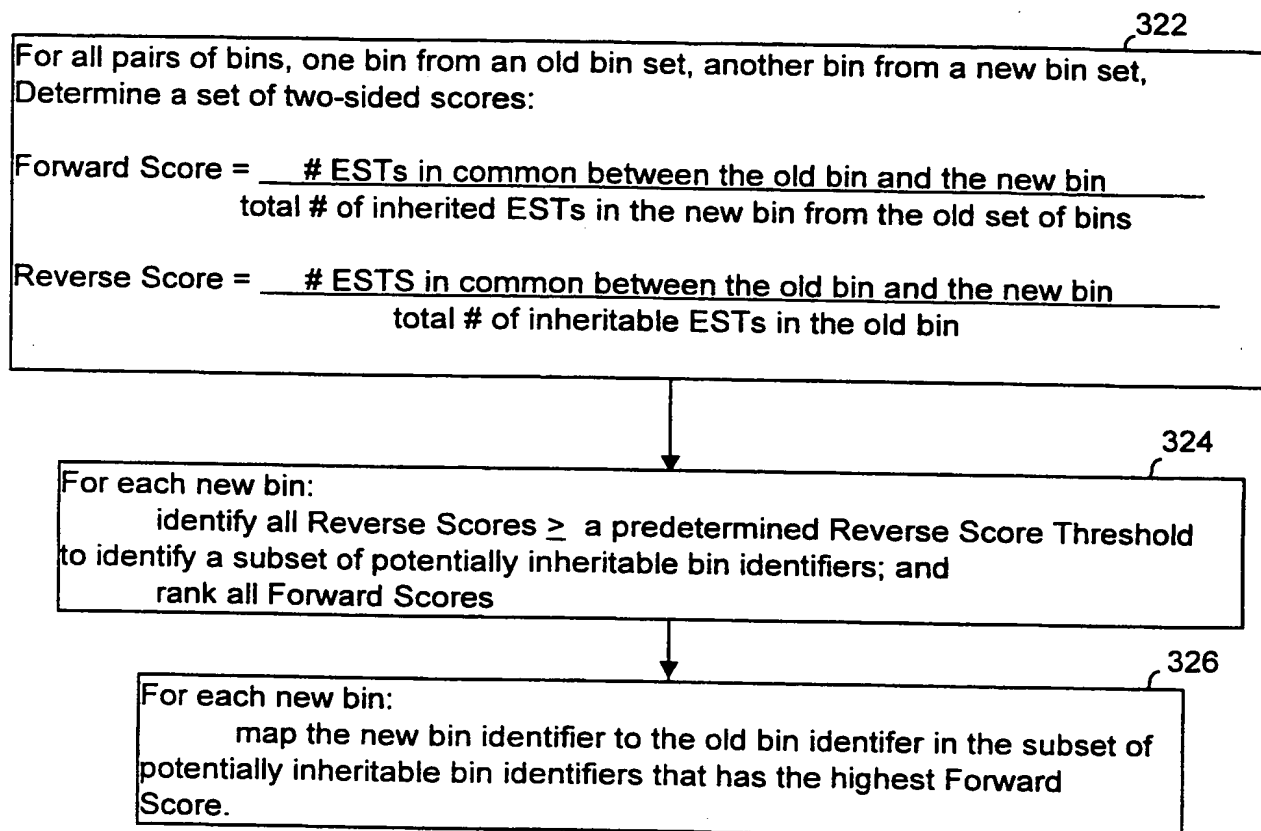 322
For all pairs of bins, one bin from an old bin set, another bin from a new bin set,
Determine a set of two-sided scores:
Forward Score = # ESTs in common between the old bin and the new bin
total # of inherited ESTs in the new bin from the old set of bins
Reverse Score = # ESTS in common between the old bin and the new bin
total # of inheritable ESTs in the old bin
324
For each new bin:
identify all Reverse Scores ≥ a predetermined Reverse Score Threshold
to identify a subset of potentially inheritable bin identifiers; and
rank all Forward Scores
326
For each new bin:
map the new bin identifier to the old bin identifer in the subset of
potentially inheritable bin identifiers that has the highest Forward
Score.